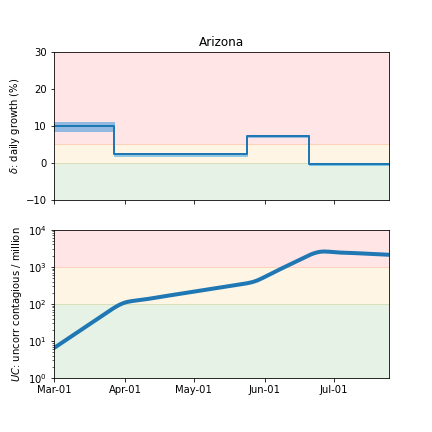 Arizona
δ: daily growth (%)
30
20
10
0
−10
UC: uncorr contagious / million
10⁴
10³
10²
10¹
10⁰
Mar-01 Apr-01 May-01 Jun-01 Jul-01